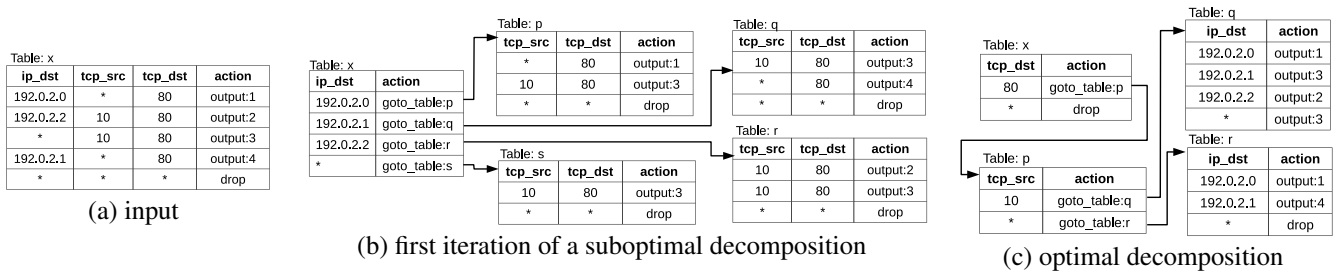 Table: x
ip_dst tcp_src tcp_dst action
192.0.2.0 * 80 output:1
192.0.2.2 10 80 output:2
* 10 80 output:3
192.0.2.1 * 80 output:4
* * * drop
(a) input
Table: x
ip_dst action
192.0.2.0 goto_table:p
192.0.2.1 goto_table:q
192.0.2.2 goto_table:r
* goto_table:s
Table: p
tcp_src tcp_dst action
* 80 output:1
10 80 output:3
* * drop
Table: s
tcp_src tcp_dst action
10 80 output:3
* * drop
Table: q
tcp_src tcp_dst action
10 80 output:3
* 80 output:4
* * drop
Table: r
tcp_src tcp_dst action
10 80 output:2
10 80 output:3
* * drop
(b) first iteration of a suboptimal decomposition
Table: x
tcp_dst action
80 goto_table:p
* drop
Table: p
tcp_src action
10 goto_table:q
* goto_table:r
Table: q
ip_dst action
192.0.2.0 output:1
192.0.2.1 output:3
192.0.2.2 output:2
* output:3
Table: r
ip_dst action
192.0.2.0 output:1
192.0.2.1 output:4
* drop
(c) optimal decomposition